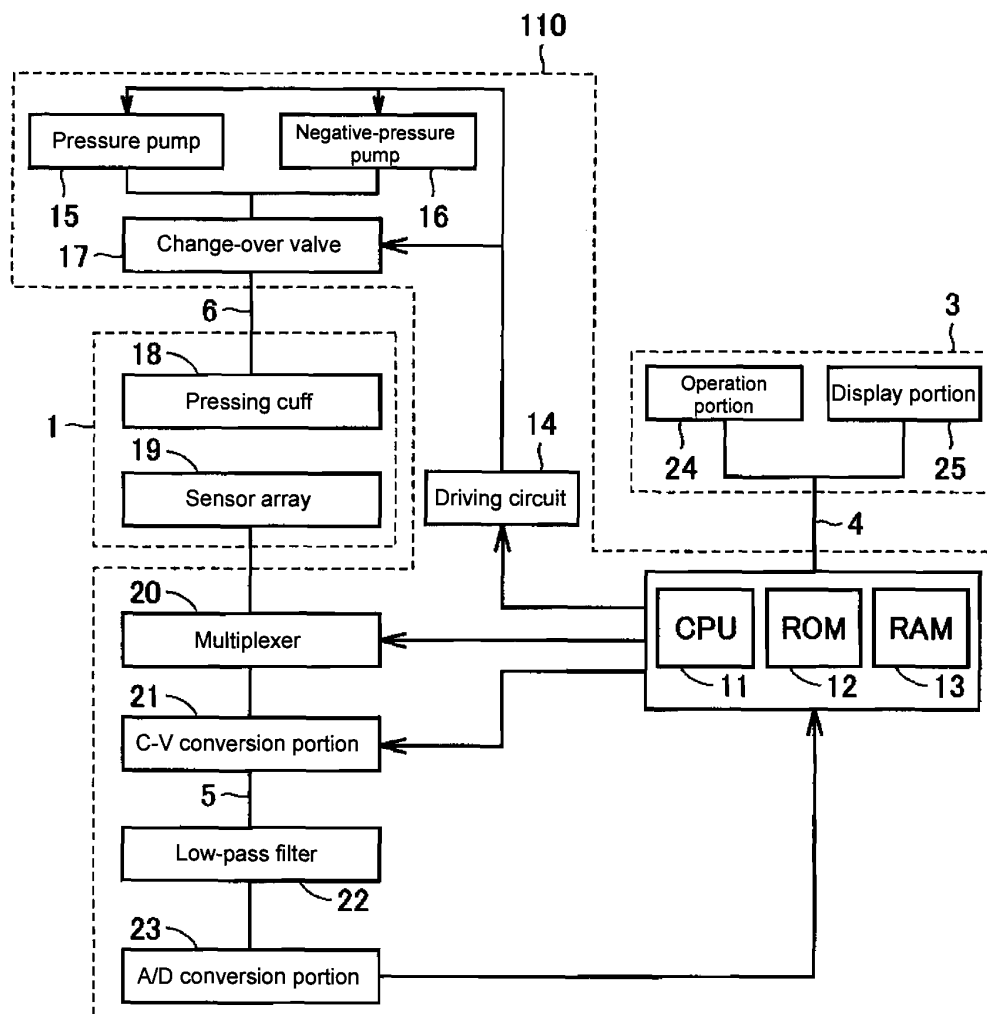 110
Pressure pump
Negative-pressure
pump
15
16
17
Change-over valve
6
3
18
Pressing cuff
1
19
Sensor array
14
Driving circuit
Operation
portion
Display portion
24
25
4
20
Multiplexer
CPU
ROM
RAM
11
12
13
21
C-V conversion portion
5
Low-pass filter
22
23
A/D conversion portion